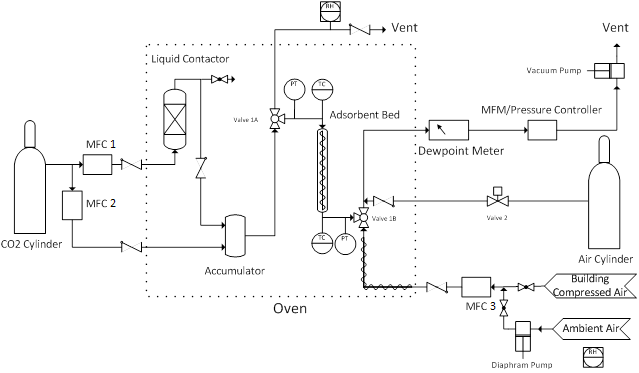 RH
Vent
Vent
Liquid Contactor
Vacuum Pump
PT
TC
Valve 1A
Adsorbent Bed
MFM/Pressure Controller
MFC 1
Dewpoint Meter
MFC 2
Valve 1B
Valve 2
CO2 Cylinder
TC
PT
Accumulator
Air Cylinder
Building
Compressed Air
Oven
MFC 3
Ambient Air
RH
Diaphram Pump